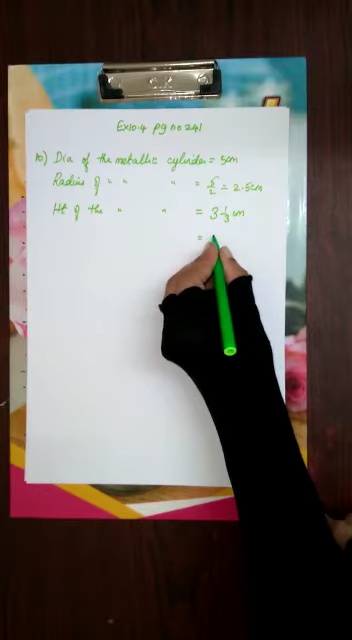 Ex10.4 pg no 241
10) Dia of the metallic cylinder = 5cm
Radius of " " " = 5/2 = 2.5cm
Ht of the " " = 3 1/3 cm
=